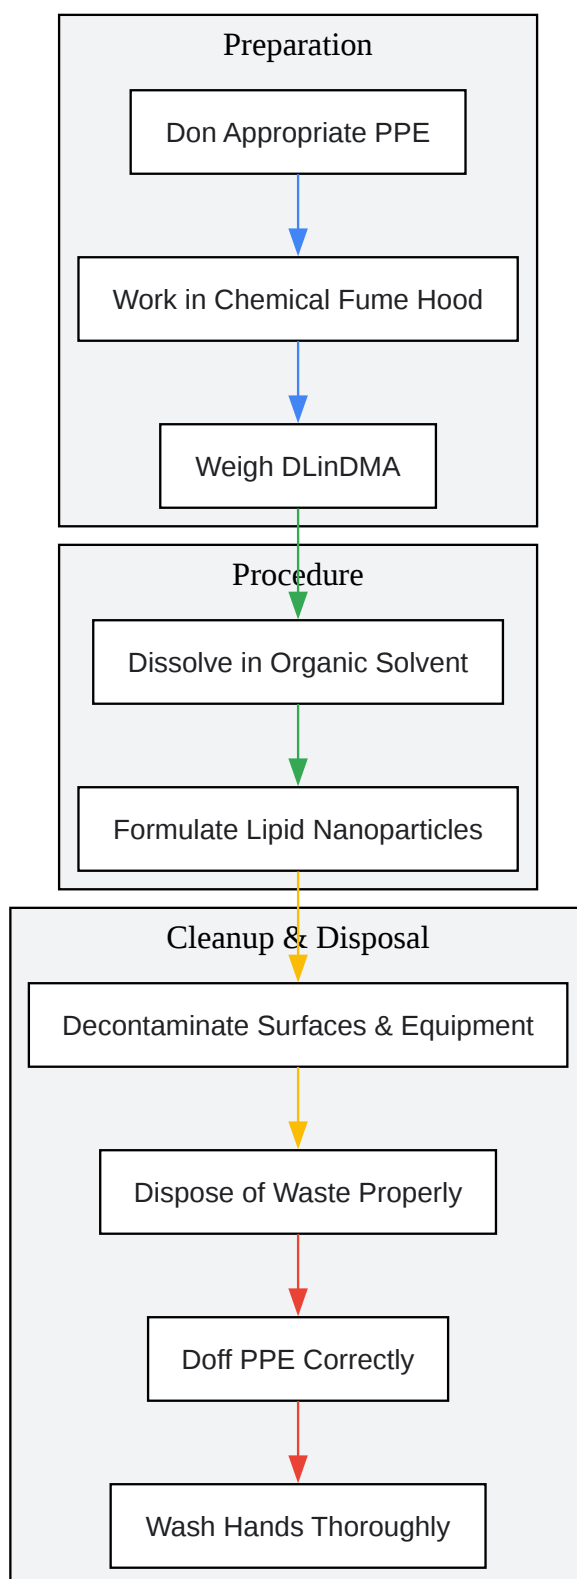 Preparation
Don Appropriate PPE
Work in Chemical Fume Hood
Weigh DLinDMA
Procedure
Dissolve in Organic Solvent
Formulate Lipid Nanoparticles
Cleanup & Disposal
Decontaminate Surfaces & Equipment
Dispose of Waste Properly
Doff PPE Correctly
Wash Hands Thoroughly